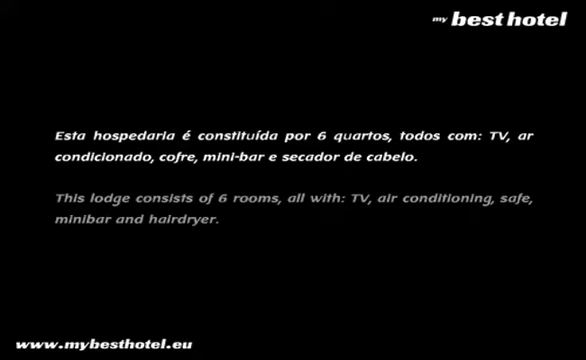 my best hotel
Esta hospedaria é constituída por 6 quartos, todos com: TV, ar
condicionado, cofre, mini-bar e secador de cabelo.
This lodge consists of 6 rooms, all with: TV, air conditioning, safe,
minibar and hairdryer.
www.mybesthotel.eu